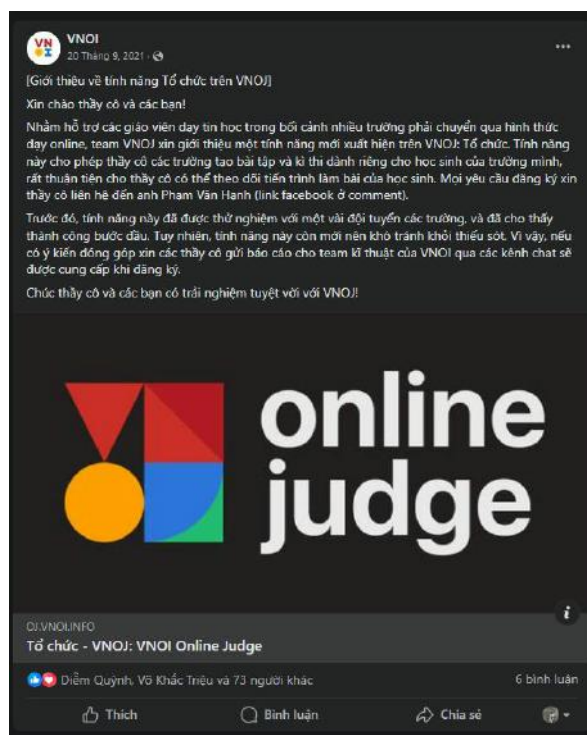 VNOI
20 Tháng 9, 2021 ·
[Giới thiệu về tính năng Tổ chức trên VNOJ]
Xin chào thầy cô và các bạn!
Nhằm hỗ trợ các giáo viên dạy tin học trong bối cảnh nhiều trường phải chuyển qua hình thức
dạy online, team VNOJ xin giới thiệu một tính năng mới xuất hiện trên VNOJ: Tổ chức. Tính năng
này cho phép thầy cô các trường tạo bài tập và kì thi dành riêng cho học sinh của trường mình,
rất thuận tiện cho thầy cô có thể theo dõi tiến trình làm bài của học sinh. Mọi yêu cầu đăng ký xin
thầy cô liên hệ đến anh Phạm Văn Hạnh (link facebook ở comment).
Trước đó, tính năng này đã được thử nghiệm với một vài đội tuyển các trường, và đã cho thấy
thành công bước đầu. Tuy nhiên, tính năng này còn mới nên khó tránh khỏi thiếu sót. Vì vậy, nếu
có ý kiến đóng góp xin các thầy cô gửi báo cáo cho team kĩ thuật của VNOI qua các kênh chat sẽ
được cung cấp khi đăng ký.
Chúc thầy cô và các bạn có trải nghiệm tuyệt vời với VNOJ!
online
judge
OJ.VNOI.INFO
Tổ chức - VNOJ: VNOI Online Judge
Diễm Quỳnh, Võ Khắc Triệu và 73 người khác
6 bình luận
Thích
Bình luận
Chia sẻ